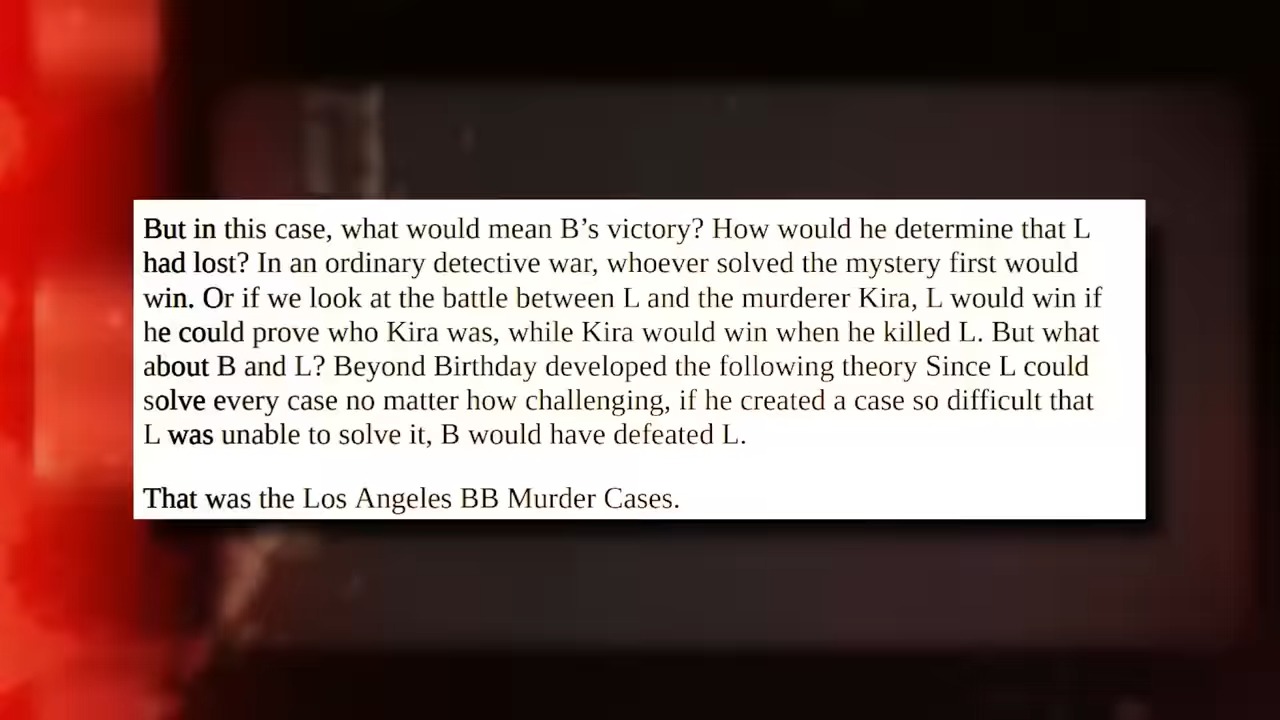 But in this case, what would mean B’s victory? How would he determine that L
had lost? In an ordinary detective war, whoever solved the mystery first would
win. Or if we look at the battle between L and the murderer Kira, L would win if
he could prove who Kira was, while Kira would win when he killed L. But what
about B and L? Beyond Birthday developed the following theory Since L could
solve every case no matter how challenging, if he created a case so difficult that
L was unable to solve it, B would have defeated L.
That was the Los Angeles BB Murder Cases.